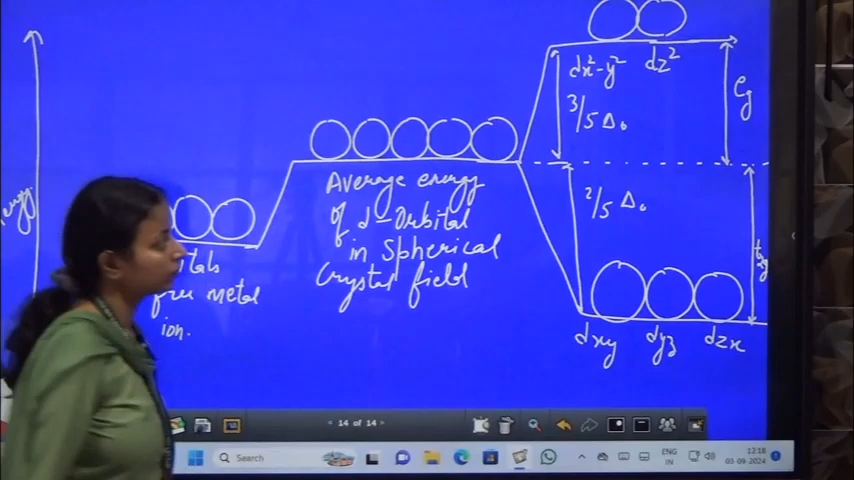 dx²-y² dz²
3/5 Δ₀
eg
Average energy
of d-Orbital
in Spherical
Crystal field
2/5 Δ₀
t₂g
free metal
ion.
dxy dyz dzx
14 of 14
Search
ENG
IN
12:18
03-09-2024